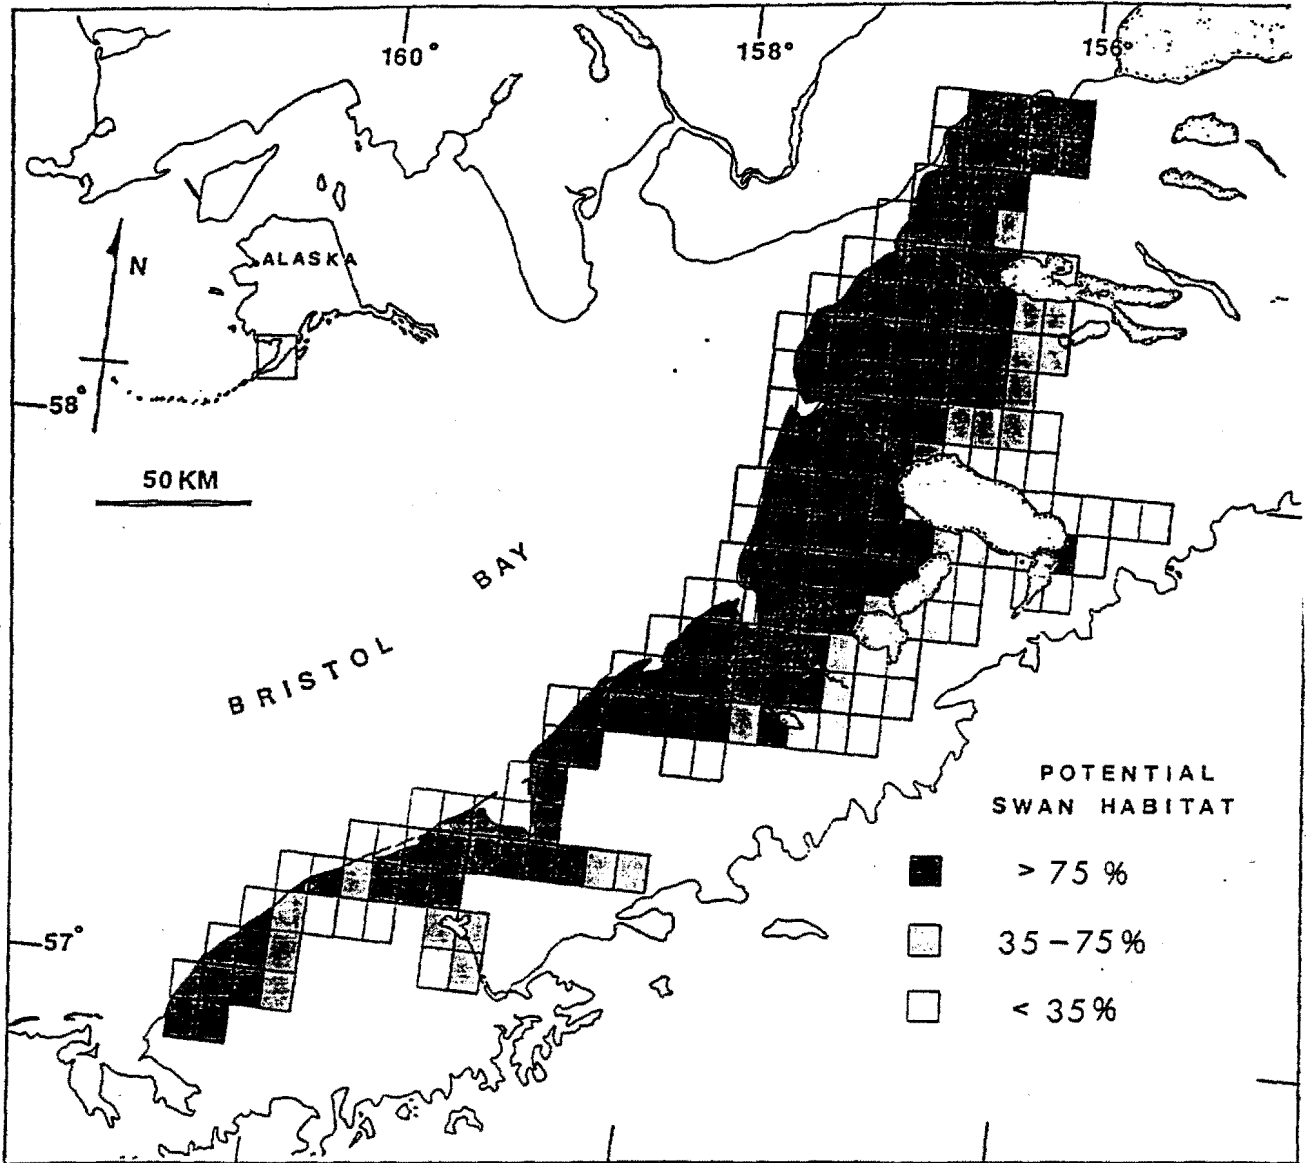 160°
158°
156°
N
ALASKA
58°
50 KM
BRISTOL BAY
POTENTIAL
SWAN HABITAT
> 75 %
35 – 75%
< 35%
57°